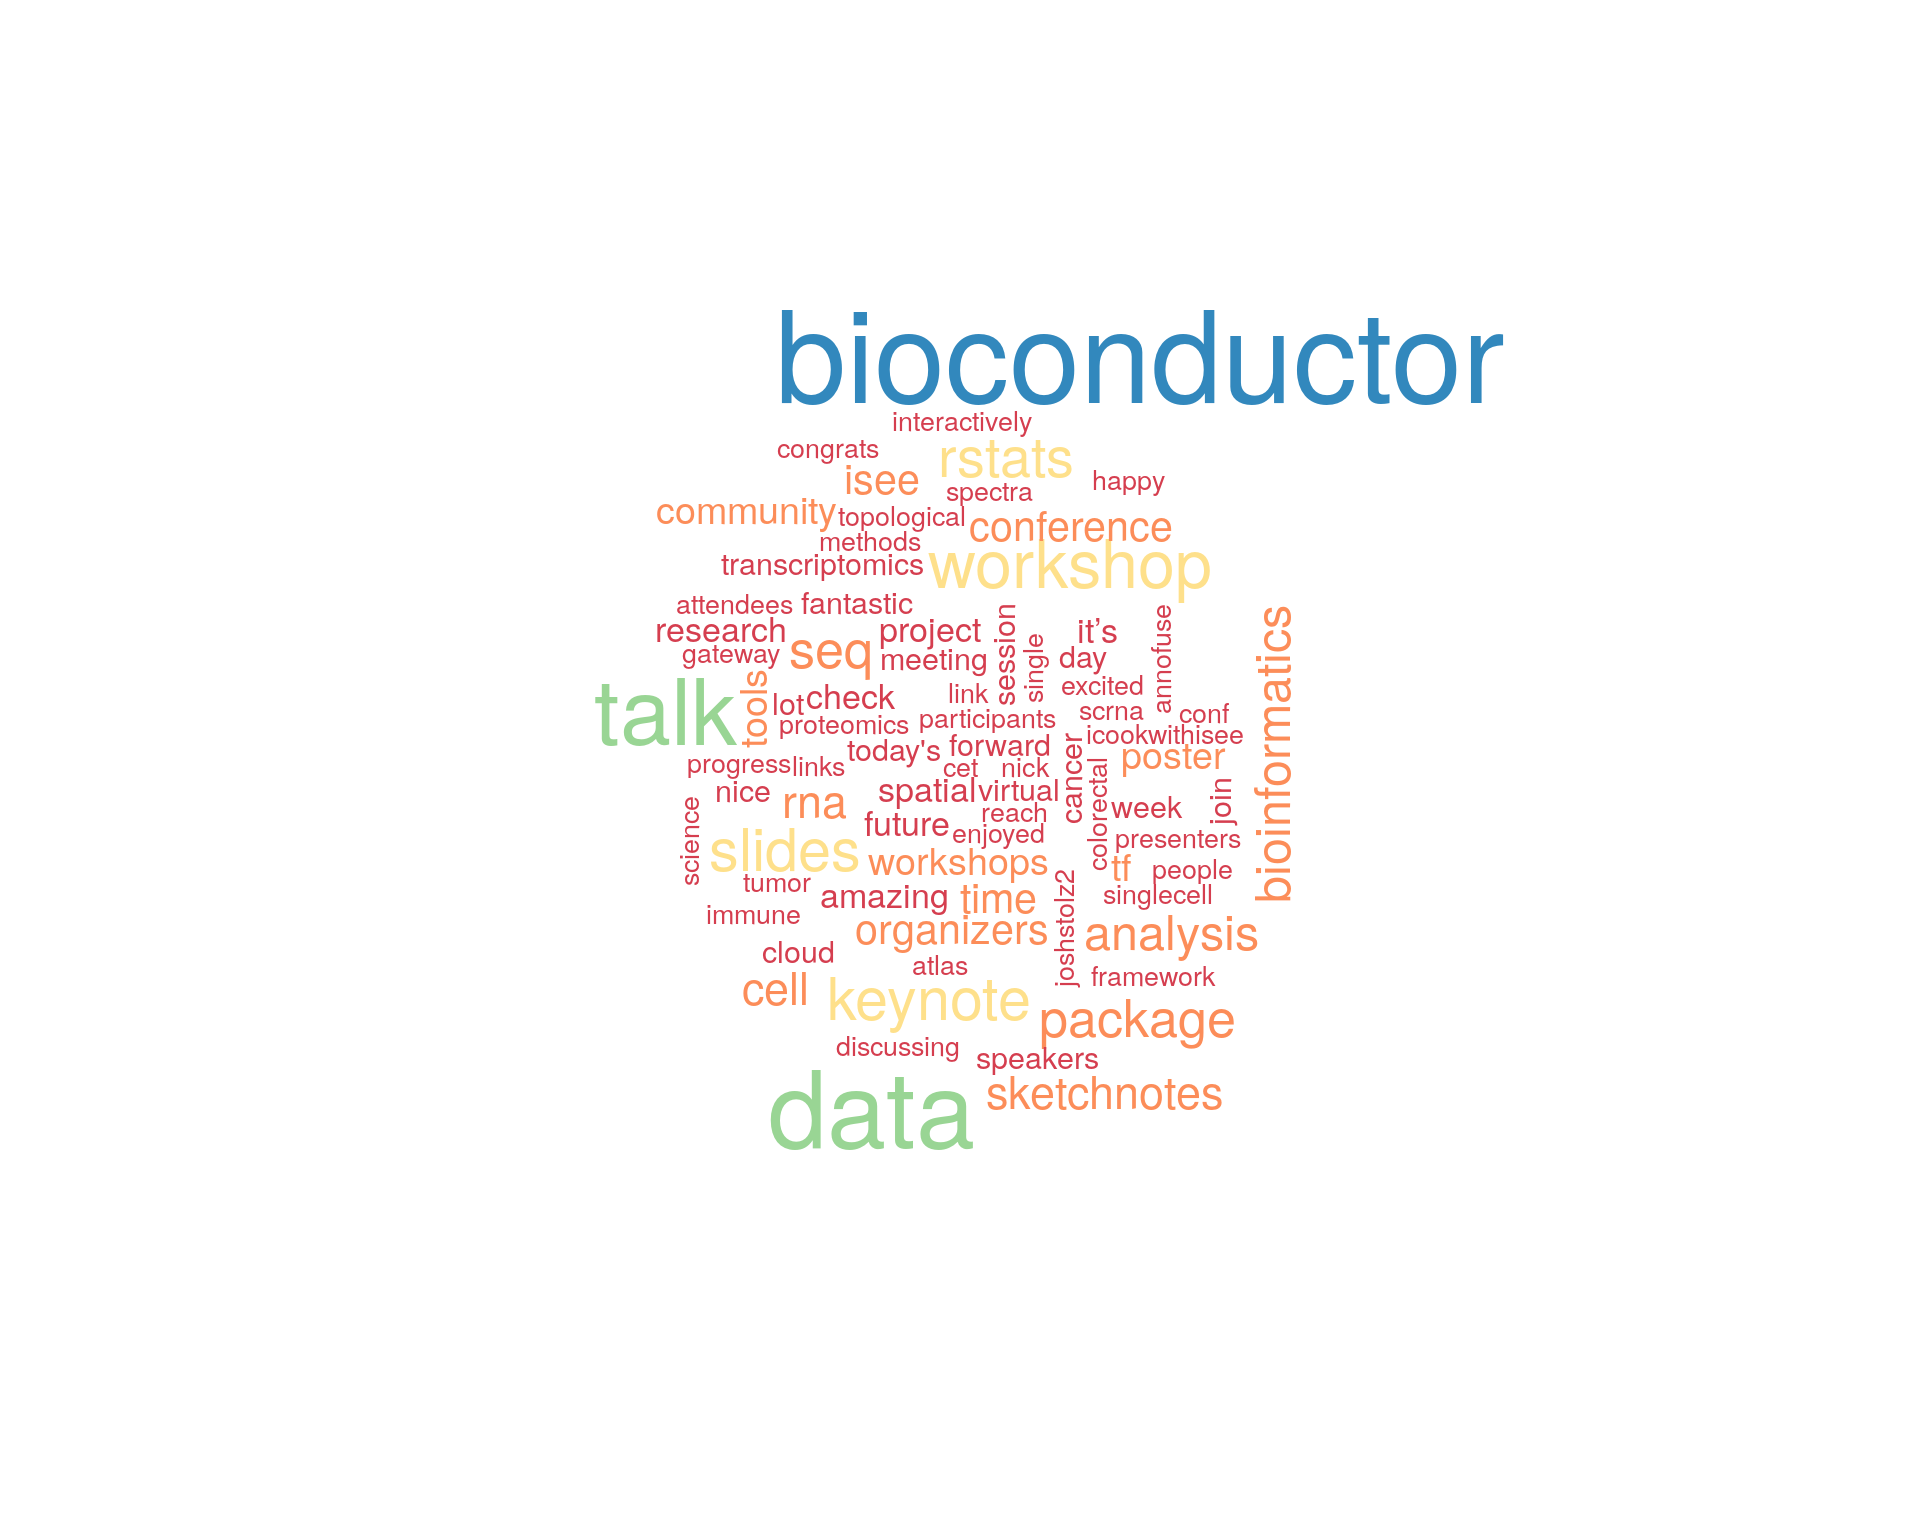 bioconductor
interactively
congrats
rstats
isee
happy
spectra
community
topological
conference
methods
transcriptomics
workshop
attendees
fantastic
research
project
session
it’s
annofuse
bioinformatics
gateway
seq
meeting
single
day
talk
tools
lot
check
link
excited
proteomics
participants
scrna
conf
icookwithisee
today's
forward
cancer
poster
progress
links
cet
nick
colorectal
nice
rna
spatial
virtual
week
join
science
future
reach
enjoyed
presenters
slides
workshops
tf
people
tumor
amazing
time
joshstolz2
singlecell
immune
organizers
analysis
cloud
atlas
framework
cell
keynote
package
discussing
speakers
data
sketchnotes